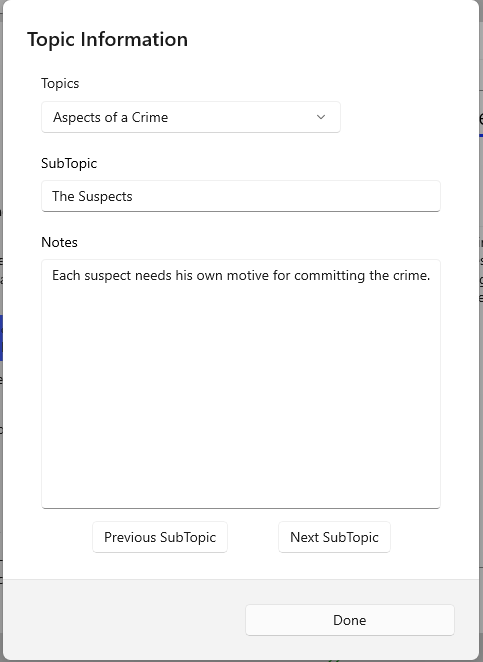 Topic Information
Topics
Aspects of a Crime
SubTopic
The Suspects
Notes
Each suspect needs his own motive for committing the crime.
Previous SubTopic
Next SubTopic
Done